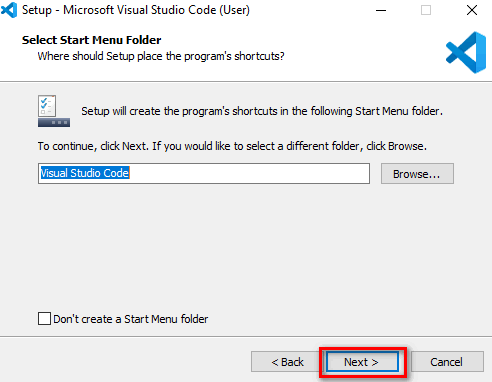 Setup - Microsoft Visual Studio Code (User)
Select Start Menu Folder
Where should Setup place the program's shortcuts?
Setup will create the program's shortcuts in the following Start Menu folder.
To continue, click Next. If you would like to select a different folder, click Browse.
Visual Studio Code
Browse...
Don't create a Start Menu folder
< Back
Next >
Cancel